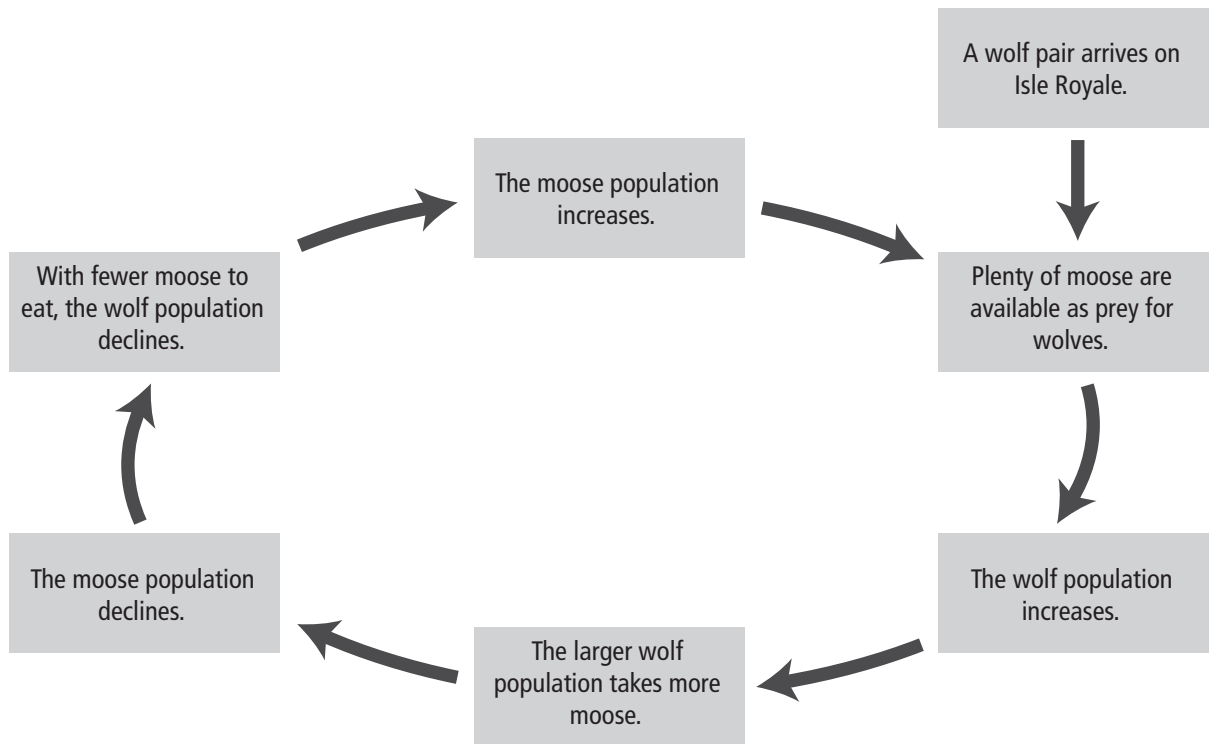 A wolf pair arrives on
Isle Royale.
Plenty of moose are
available as prey for
wolves.
The wolf population
increases.
The larger wolf
population takes more
moose.
The moose population
declines.
With fewer moose to
eat, the wolf population
declines.
The moose population
increases.